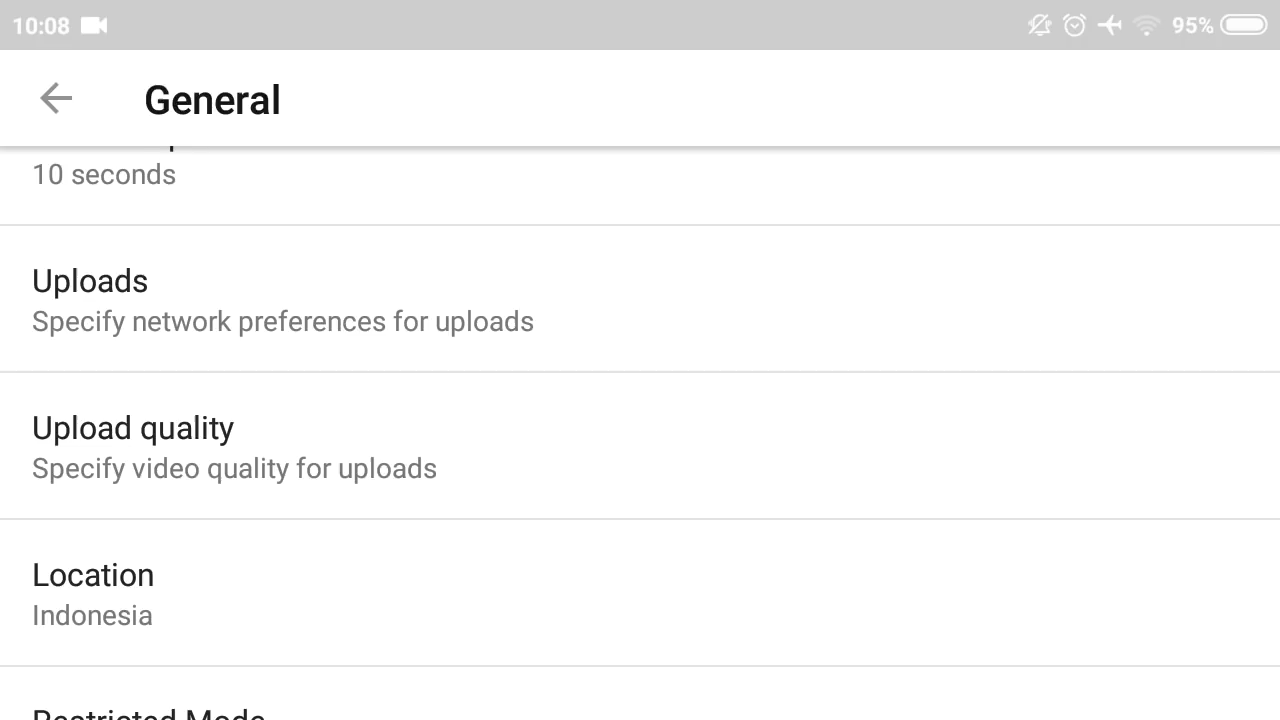 10:08 95%
General
10 seconds
Uploads
Specify network preferences for uploads
Upload quality
Specify video quality for uploads
Location
Indonesia
Restricted Mode